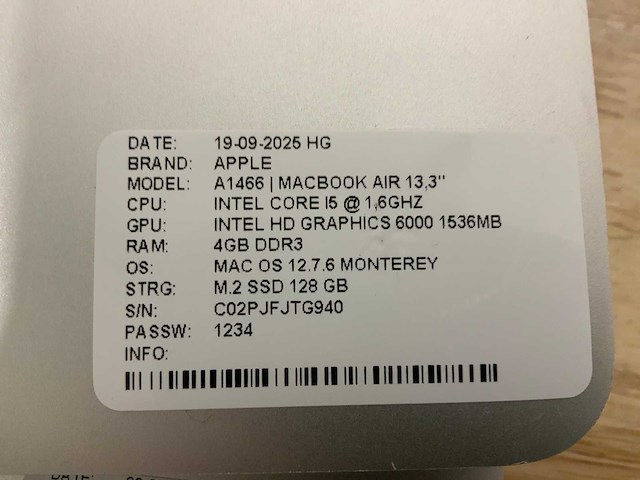 DATE: 19-09-2025 HG
BRAND: APPLE
MODEL: A1466 | MACBOOK AIR 13,3"
CPU: INTEL CORE I5 @ 1,6GHZ
GPU: INTEL HD GRAPHICS 6000 1536MB
RAM: 4GB DDR3
OS: MAC OS 12.7.6 MONTEREY
STRG: M.2 SSD 128 GB
S/N: C02PJFJTG940
PASSW: 1234
INFO:
DATE: